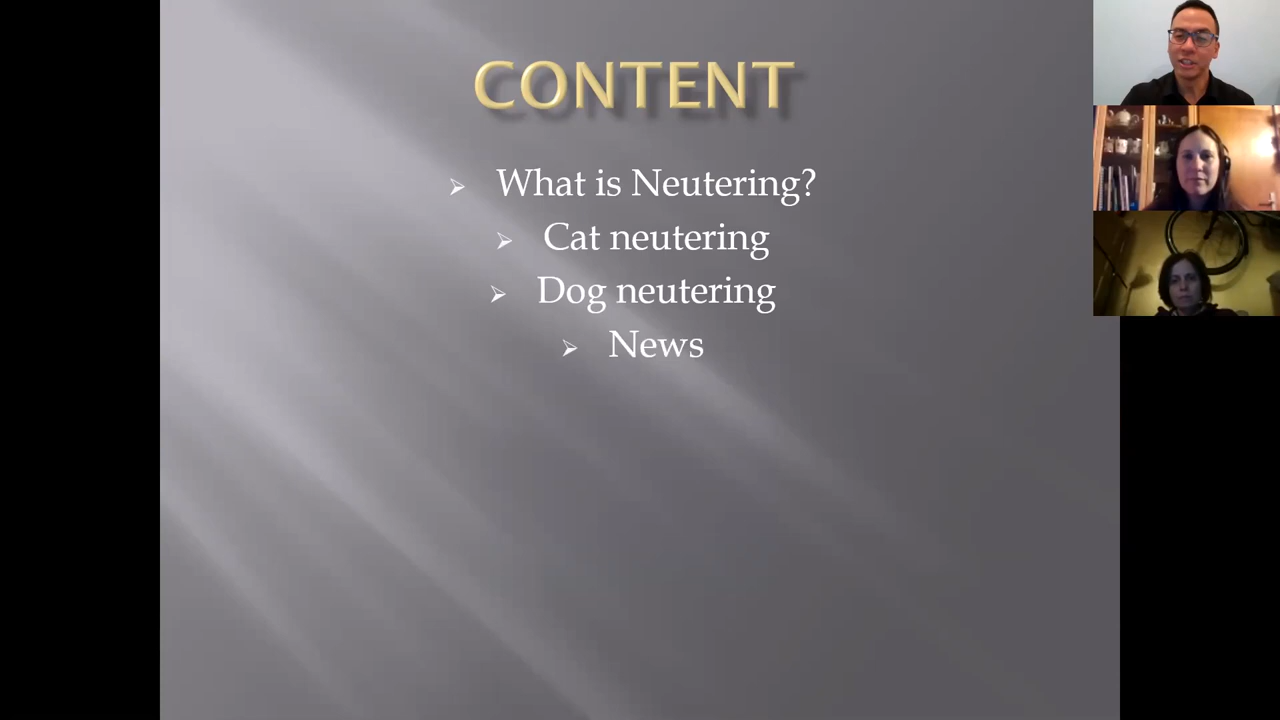 CONTENT
What is Neutering?
Cat neutering
Dog neutering
News